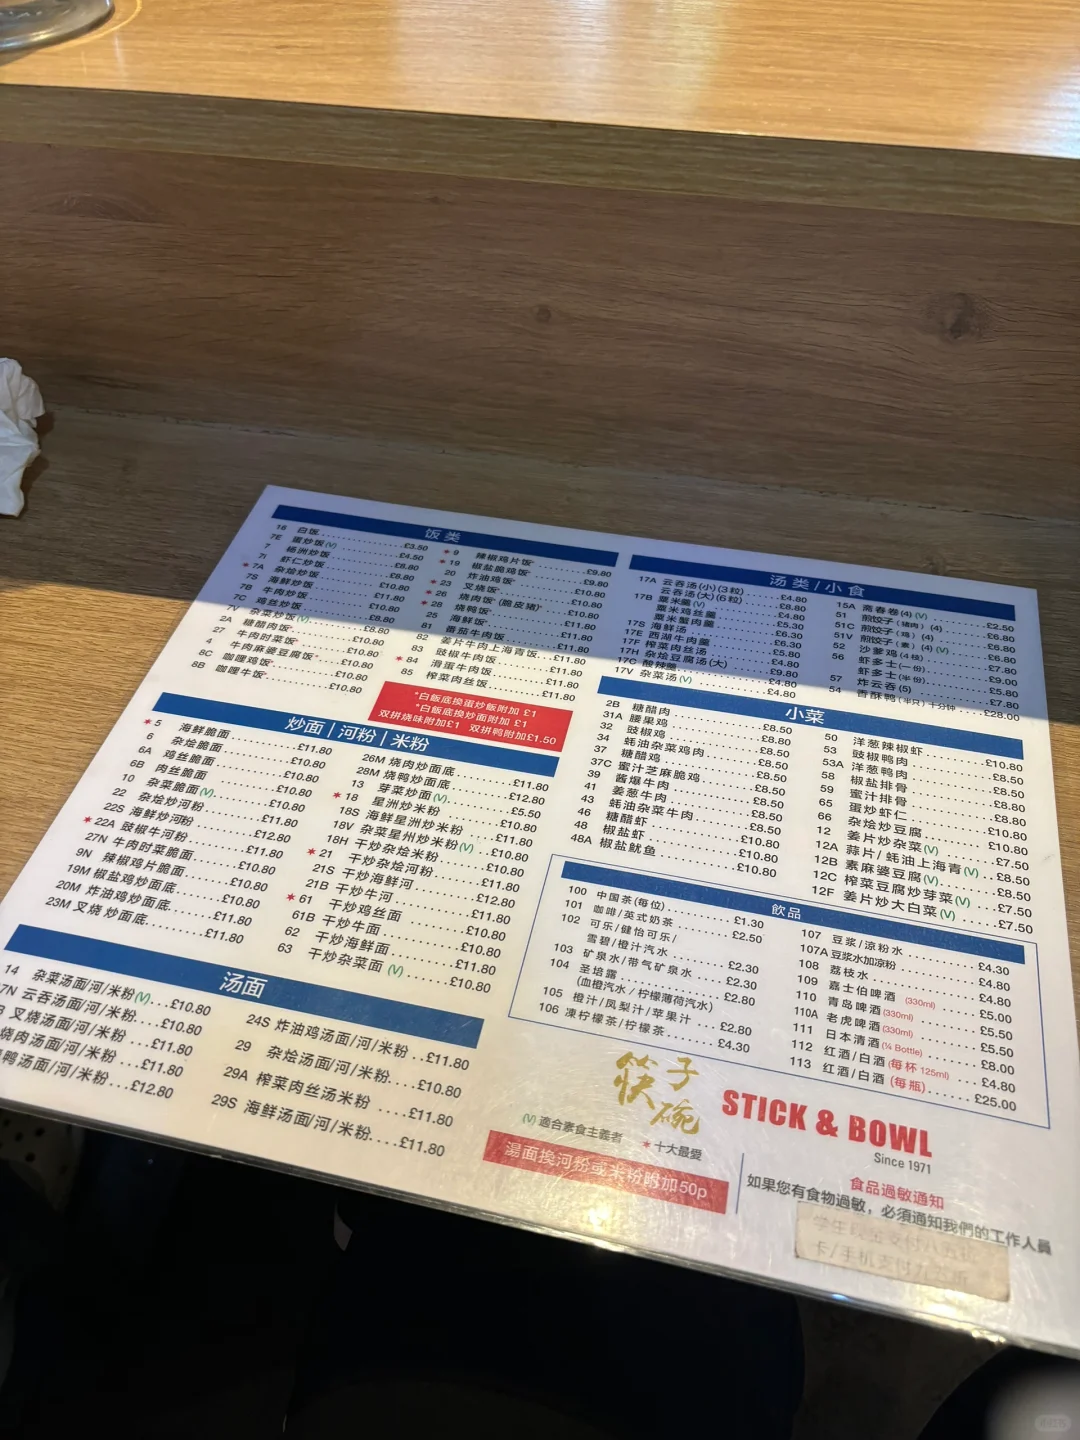 饭类
16 白饭 £3.50
7E 蛋炒饭(V) £4.50
7 杨洲炒饭 £8.80
7I 虾仁炒饭 £8.80
*7A 杂烩炒饭 £10.80
7S 海鲜炒饭 £11.80
7B 牛肉炒饭 £10.80
7C 鸡丝炒饭 £10.80
7V 杂菜炒饭(V) £8.80
2A 糖醋肉饭* £10.80
27 牛肉时菜饭* £10.80
4 牛肉麻婆豆腐饭* £10.80
8C 咖哩鸡饭* £10.80
8B 咖哩牛饭* £10.80
*9 辣椒鸡片饭* £9.80
*19 椒盐脆鸡饭* £9.80
20 炸油鸡饭*
*23 叉烧饭* £10.80
*26 烧肉饭* (脆皮猪)* £10.80
*28 烧鸭饭* £11.80
25 海鲜饭* £11.80
81 番茄牛肉饭
82 姜片牛肉上海青饭 £11.80
83 豉椒牛肉饭 £11.80
*84 滑蛋牛肉饭 £11.80
85 榨菜肉丝饭 £11.80
*白飯底换蛋炒飯附加 £1
*白飯底换炒面附加 £1
双拼烧味附加£1 双拼鸭附加£1.50
炒面|河粉|米粉
*5 海鲜脆面 £11.80
6 杂烩脆面 £10.80
6A 鸡丝脆面 £10.80
6B 肉丝脆面 £10.80
10 杂菜脆面(V) £10.80
22 杂烩炒河粉
22S 海鲜炒河粉 £12.80
*22A 豉椒牛河粉
27N 牛肉时菜脆面 £10.80
9N 辣椒鸡片脆面 £10.80
19M 椒盐鸡炒面底 £10.80
20M 炸油鸡炒面底 £11.80
23M 叉烧 炒面底 £11.80
26M 烧肉炒面底 £11.80
28M 烧鸭炒面底 £12.80
13 芽菜炒面(V) £5.50
*18 星洲炒米粉 £10.80
18S 海鲜星洲炒米粉 £11.80
18V 杂菜星州炒米粉(V) £10.80
18H 干炒杂烩米粉 £10.80
*21 干炒杂烩河粉
21S 干炒海鲜河 £11.80
21B 干炒牛河 £12.80
*61 干炒鸡丝面 £11.80
61B 干炒牛面 £10.80
62 干炒海鲜面 £10.80
63 干炒杂菜面 (V) £11.80
£10.80
汤面
14 杂菜汤面/河/米粉(V) £10.80
7N 云吞汤面/河/米粉 £10.80
叉烧汤面/河/米粉 £11.80
烧肉汤面/河/米粉 £11.80
鸭汤面/河/米粉 £12.80
24S 炸油鸡汤面/河/米粉 £11.80
29 杂烩汤面/河/米粉 £10.80
29A 榨菜肉丝汤米粉 £11.80
29S 海鲜汤面/河/米粉 £11.80
汤类/小食
17A 云吞汤(小)(3粒) £4.80
云吞汤(大)(6粒) £8.80
17B 粟米羹(V) £4.80
粟米鸡丝羹 £5.30
粟米蟹肉羹
17S 海鲜汤 £6.30
17E 西湖牛肉羹 £5.80
17F 榨菜肉丝汤 £4.80
17H 杂烩豆腐汤(大) £9.80
17C 酸辣羹 £4.80
17V 杂菜汤(V) £4.80
15A 斋春卷(4)(V) £2.50
51 煎饺子(猪肉)(4) £6.80
51C 煎饺子(鸡)(4) £6.80
51V 煎饺子(素)(4)(V) £6.80
52 沙爹鸡(4枝) £7.80
56 虾多士(一份) £9.00
虾多士(半份) £5.80
57 炸云吞(5) £7.80
54 香酥鸭(半只)十分钟 £28.00
小菜
2B 糖醋肉 £8.50
31A 腰果鸡 £8.80
32 豉椒鸡 £8.50
34 蚝油杂菜鸡肉 £8.50
37 糖醋鸡 £8.50
37C 蜜汁芝麻脆鸡
39 酱爆牛肉 £8.50
41 姜葱牛肉 £8.50
43 蚝油杂菜牛肉 £8.50
46 糖醋虾 £10.80
48 椒盐虾 £10.80
48A 椒盐鱿鱼 £10.80
50 洋葱辣椒虾 £10.80
53 豉椒鸭肉 £8.50
53A 洋葱鸭肉 £8.50
58 椒盐排骨 £8.50
59 蜜汁排骨
65 蛋炒虾仁 £10.80
66 杂烩炒豆腐 £10.80
12 姜片炒杂菜(V) £7.50
12A 蒜片/蚝油上海青(V) £8.50
12B 素麻婆豆腐(V) £8.50
12C 榨菜豆腐炒芽菜(V) £7.50
12F 姜片炒大白菜(V) £7.50
飲品
100 中国茶(每位) £1.30
101 咖啡/英式奶茶 £2.50
102 可乐/健怡可乐/
雪碧/橙汁汽水 £2.30
103 矿泉水/带气矿泉水 £2.30
104 圣培露 £2.80
(血橙汽水/柠檬薄荷汽水)
105 橙汁/凤梨汁/苹果汁 £2.80
106 凍柠檬茶/柠檬茶 £4.30
107 豆浆/凉粉水 £4.30
107A 豆浆水加凉粉 £4.80
108 荔枝水 £4.80
109 嘉士伯啤酒 (330ml) £5.00
110 青岛啤酒 (330ml) £5.50
110A 老虎啤酒 (330ml) £5.50
111 日本清酒 (¼ Bottle) £8.00
112 红酒/白酒 (每杯 125ml) £4.80
113 红酒/白酒 (每瓶) £25.00
筷子碗
STICK & BOWL
Since 1971
(V) 適合素食主義者 *十大最愛
湯面換河粉或米粉附加50p
食品過敏通知
如果您有食物過敏，必須通知我們的工作人員
学生现金支付八五折
卡/手机支付九五折